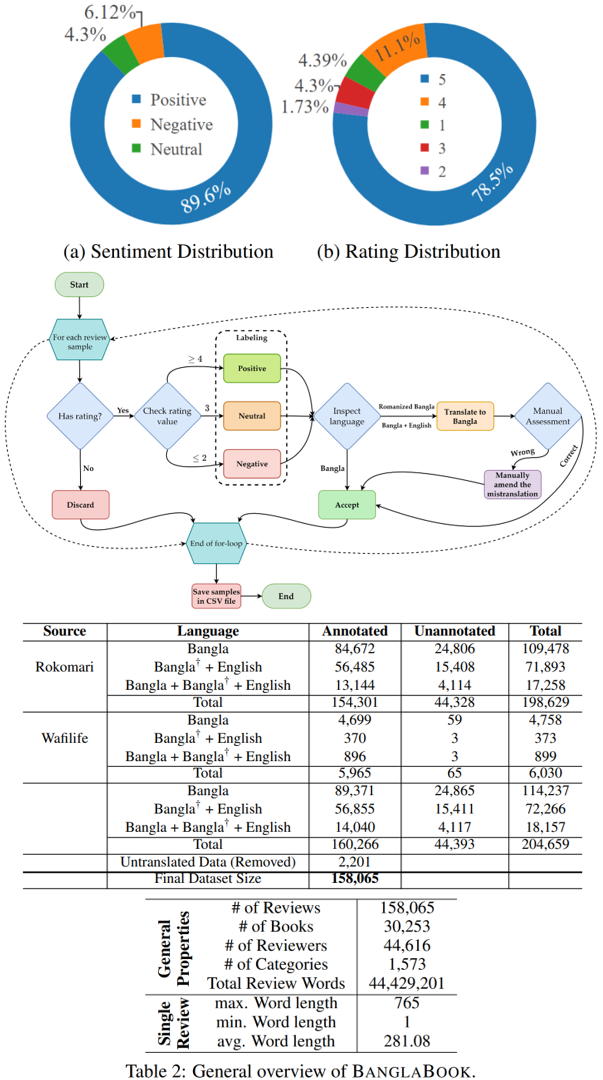 6.12%
4.3%
Positive
Negative
Neutral
89.6%
(a) Sentiment Distribution
11.1%
4.39%
4.3%
1.73%
5
4
1
3
2
78.5%
(b) Rating Distribution
Start
For each review
sample
Has rating?
Yes
No
Discard
Check rating
value
≥ 4
3
≤ 2
Labeling
Positive
Neutral
Negative
Inspect
language
Romanized Bangla
Bangla + English
Bangla
Translate to
Bangla
Manual
Assessment
Wrong
Correct
Manually
amend the
mistranslation
Accept
End of for-loop
Save samples
in CSV file
End
Source Language Annotated Unannotated Total
Bangla 84,672 24,806 109,478
Rokomari Bangla† + English 56,485 15,408 71,893
Bangla + Bangla† + English 13,144 4,114 17,258
Total 154,301 44,328 198,629
Wafilife Bangla 4,699 59 4,758
Bangla† + English 370 3 373
Bangla + Bangla† + English 896 3 899
Total 5,965 65 6,030
Bangla 89,371 24,865 114,237
Bangla† + English 56,855 15,411 72,266
Bangla + Bangla† + English 14,040 4,117 18,157
Total 160,266 44,393 204,659
Untranslated Data (Removed) 2,201
Final Dataset Size 158,065
General
Properties
# of Reviews 158,065
# of Books 30,253
# of Reviewers 44,616
# of Categories 1,573
Total Review Words 44,429,201
Single
Review
max. Word length 765
min. Word length 1
avg. Word length 281.08
Table 2: General overview of BANGLABOOK.